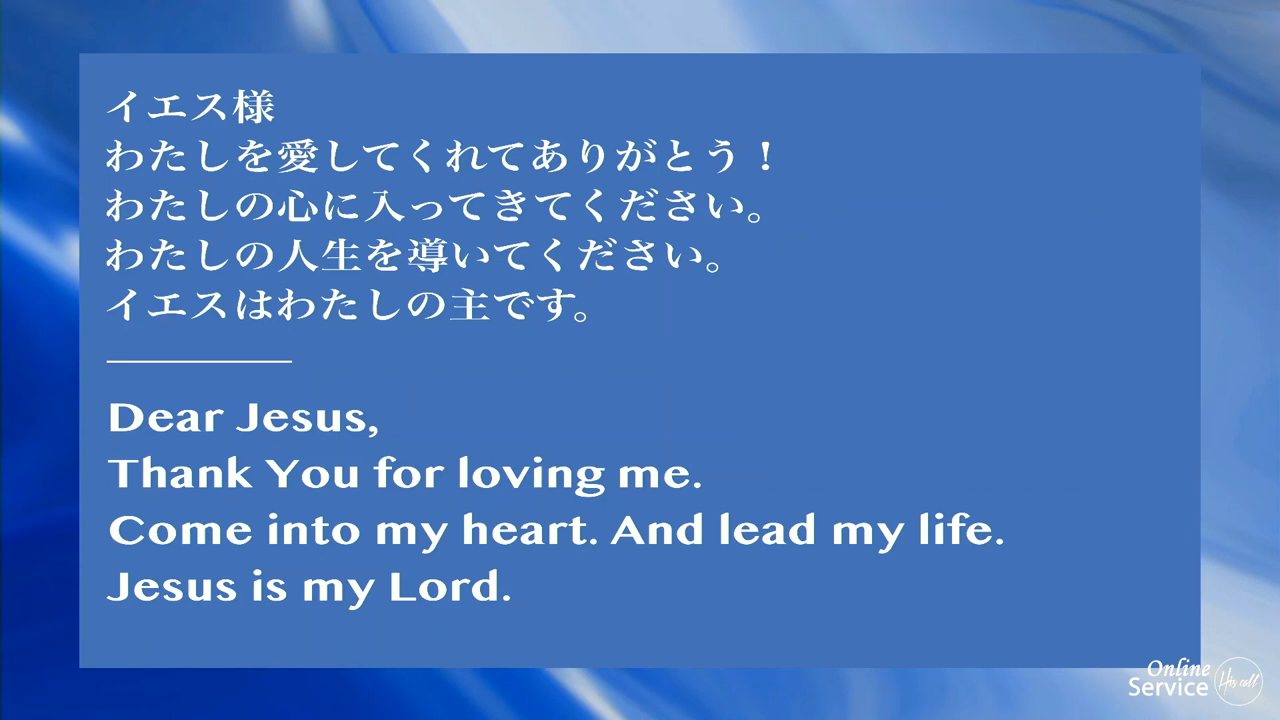 イエス様
わたしを愛してくれてありがとう！
わたしの心に入ってきてください。
わたしの人生を導いてください。
イエスはわたしの主です。
Dear Jesus,
Thank You for loving me.
Come into my heart. And lead my life.
Jesus is my Lord.
Online
Service
His call